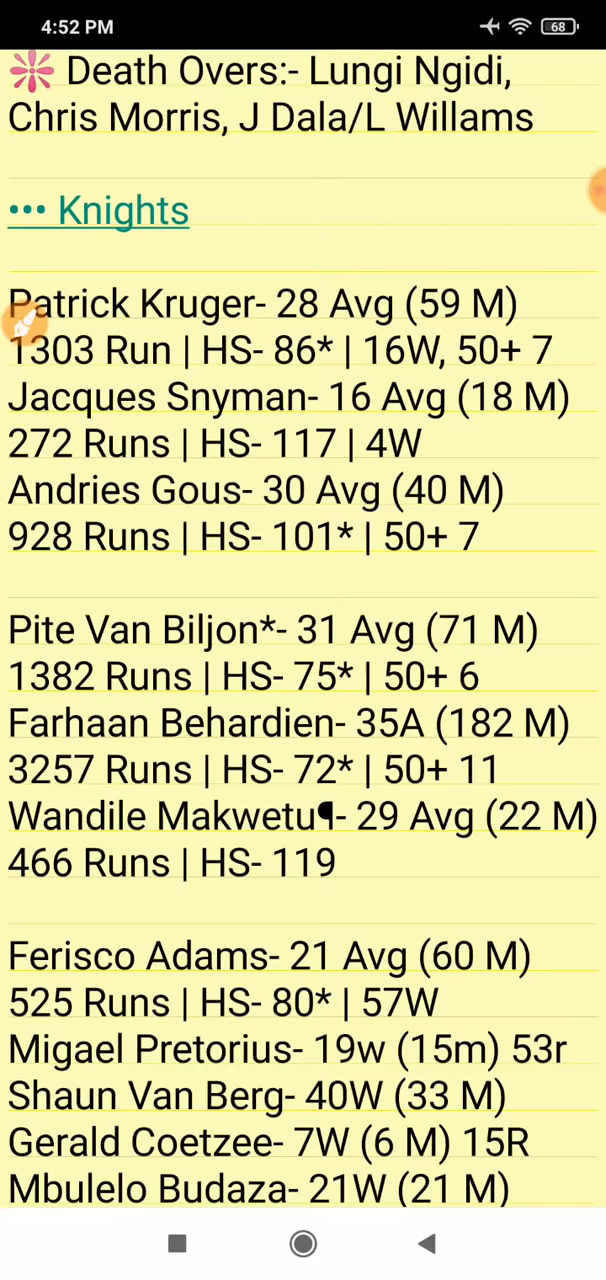 4:52 PM
68
Death Overs:- Lungi Ngidi,
Chris Morris, J Dala/L Willams
••• Knights
Patrick Kruger- 28 Avg (59 M)
1303 Run | HS- 86* | 16W, 50+ 7
Jacques Snyman- 16 Avg (18 M)
272 Runs | HS- 117 | 4W
Andries Gous- 30 Avg (40 M)
928 Runs | HS- 101* | 50+ 7
Pite Van Biljon*- 31 Avg (71 M)
1382 Runs | HS- 75* | 50+ 6
Farhaan Behardien- 35A (182 M)
3257 Runs | HS- 72* | 50+ 11
Wandile Makwetu¶- 29 Avg (22 M)
466 Runs | HS- 119
Ferisco Adams- 21 Avg (60 M)
525 Runs | HS- 80* | 57W
Migael Pretorius- 19w (15m) 53r
Shaun Van Berg- 40W (33 M)
Gerald Coetzee- 7W (6 M) 15R
Mbulelo Budaza- 21W (21 M)